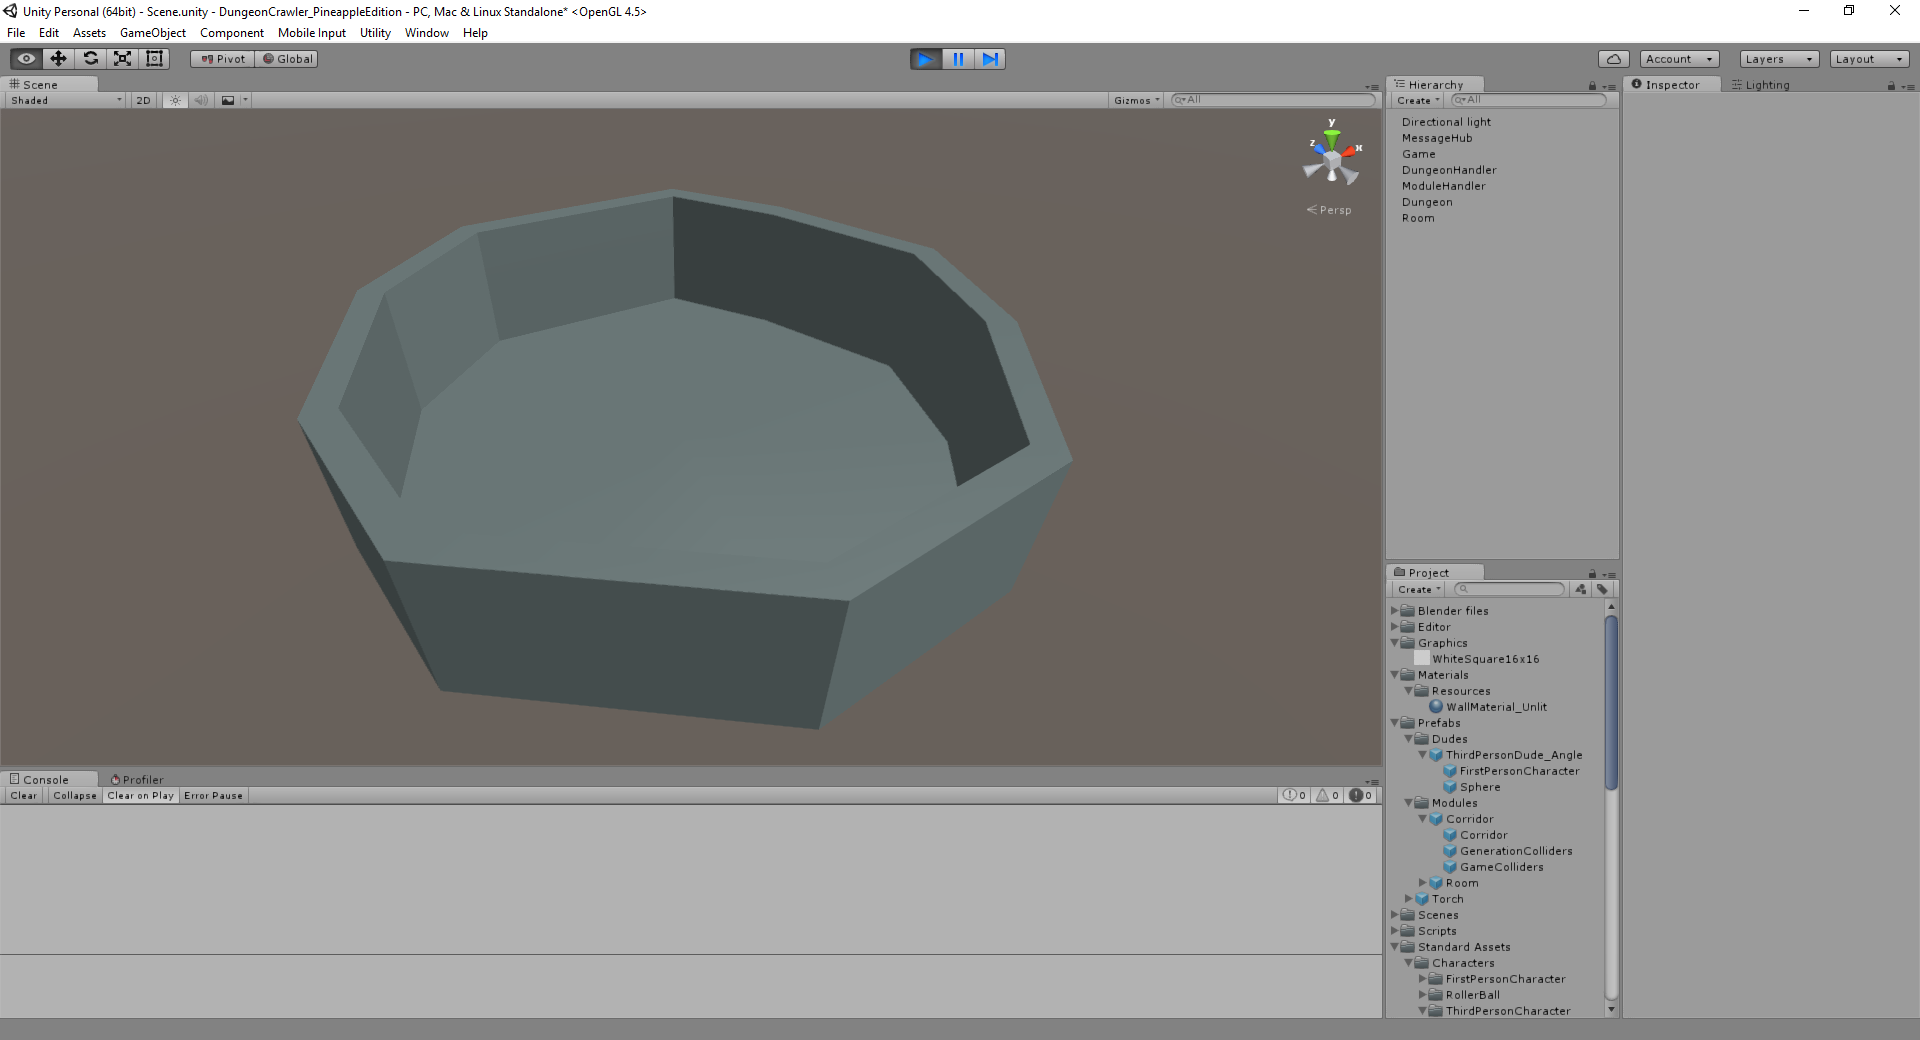 Unity Personal (64bit) - Scene.unity - DungeonCrawler_PineappleEdition - PC, Mac & Linux Standalone* <OpenGL 4.5>
File Edit Assets GameObject Component Mobile Input Utility Window Help
Pivot Global Account Layers Layout
Scene
Shaded 2D Gizmos All
y
z x
Persp
Hierarchy
Create All
Directional light
MessageHub
Game
DungeonHandler
ModuleHandler
Dungeon
Room
Inspector Lighting
Project
Create
Blender files
Editor
Graphics
WhiteSquare16x16
Materials
Resources
WallMaterial_Unlit
Prefabs
Dudes
ThirdPersonDude_Angle
FirstPersonCharacter
Sphere
Modules
Corridor
Corridor
GenerationColliders
GameColliders
Room
Torch
Scenes
Scripts
Standard Assets
Characters
FirstPersonCharacter
RollerBall
ThirdPersonCharacter
Console Profiler
Clear Collapse Clear on Play Error Pause 0 0 0